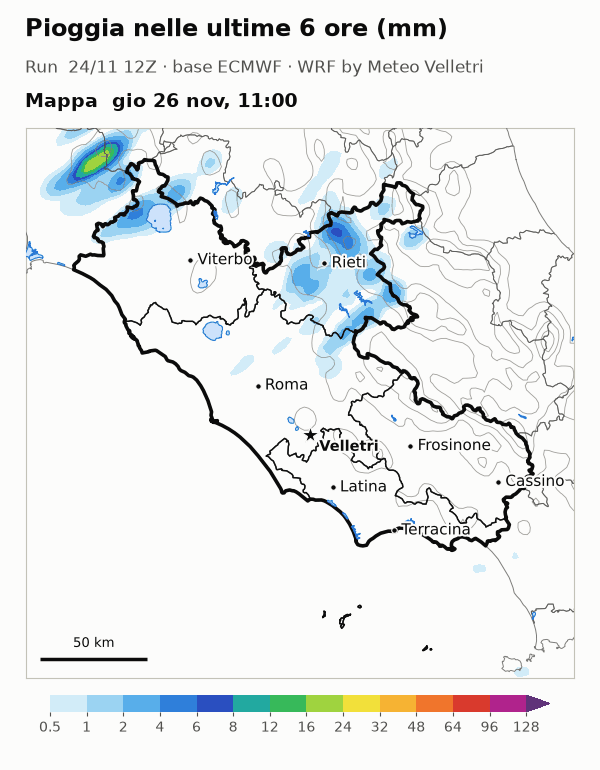 Pioggia nelle ultime 6 ore (mm)
Run 24/11 12Z · base ECMWF · WRF by Meteo Velletri
Mappa gio 26 nov, 11:00
Viterbo
Rieti
Roma
Velletri
Frosinone
Latina
Cassino
Terracina
50 km
0.5 1 2 4 6 8 12 16 24 32 48 64 96 128